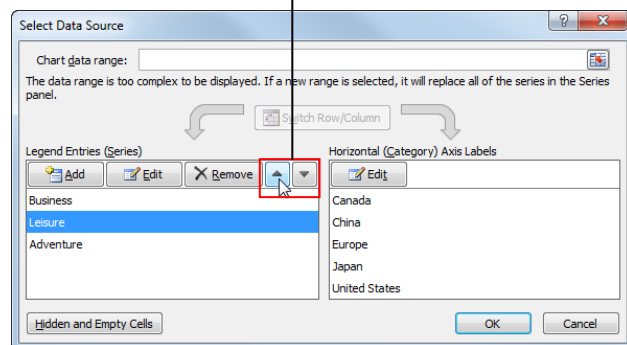 Select Data Source
Chart data range:
The data range is too complex to be displayed. If a new range is selected, it will replace all of the series in the Series
panel.
Switch Row/Column
Legend Entries (Series)
Horizontal (Category) Axis Labels
Add Edit Remove
Edit
Business
Leisure
Adventure
Canada
China
Europe
Japan
United States
Hidden and Empty Cells
OK Cancel